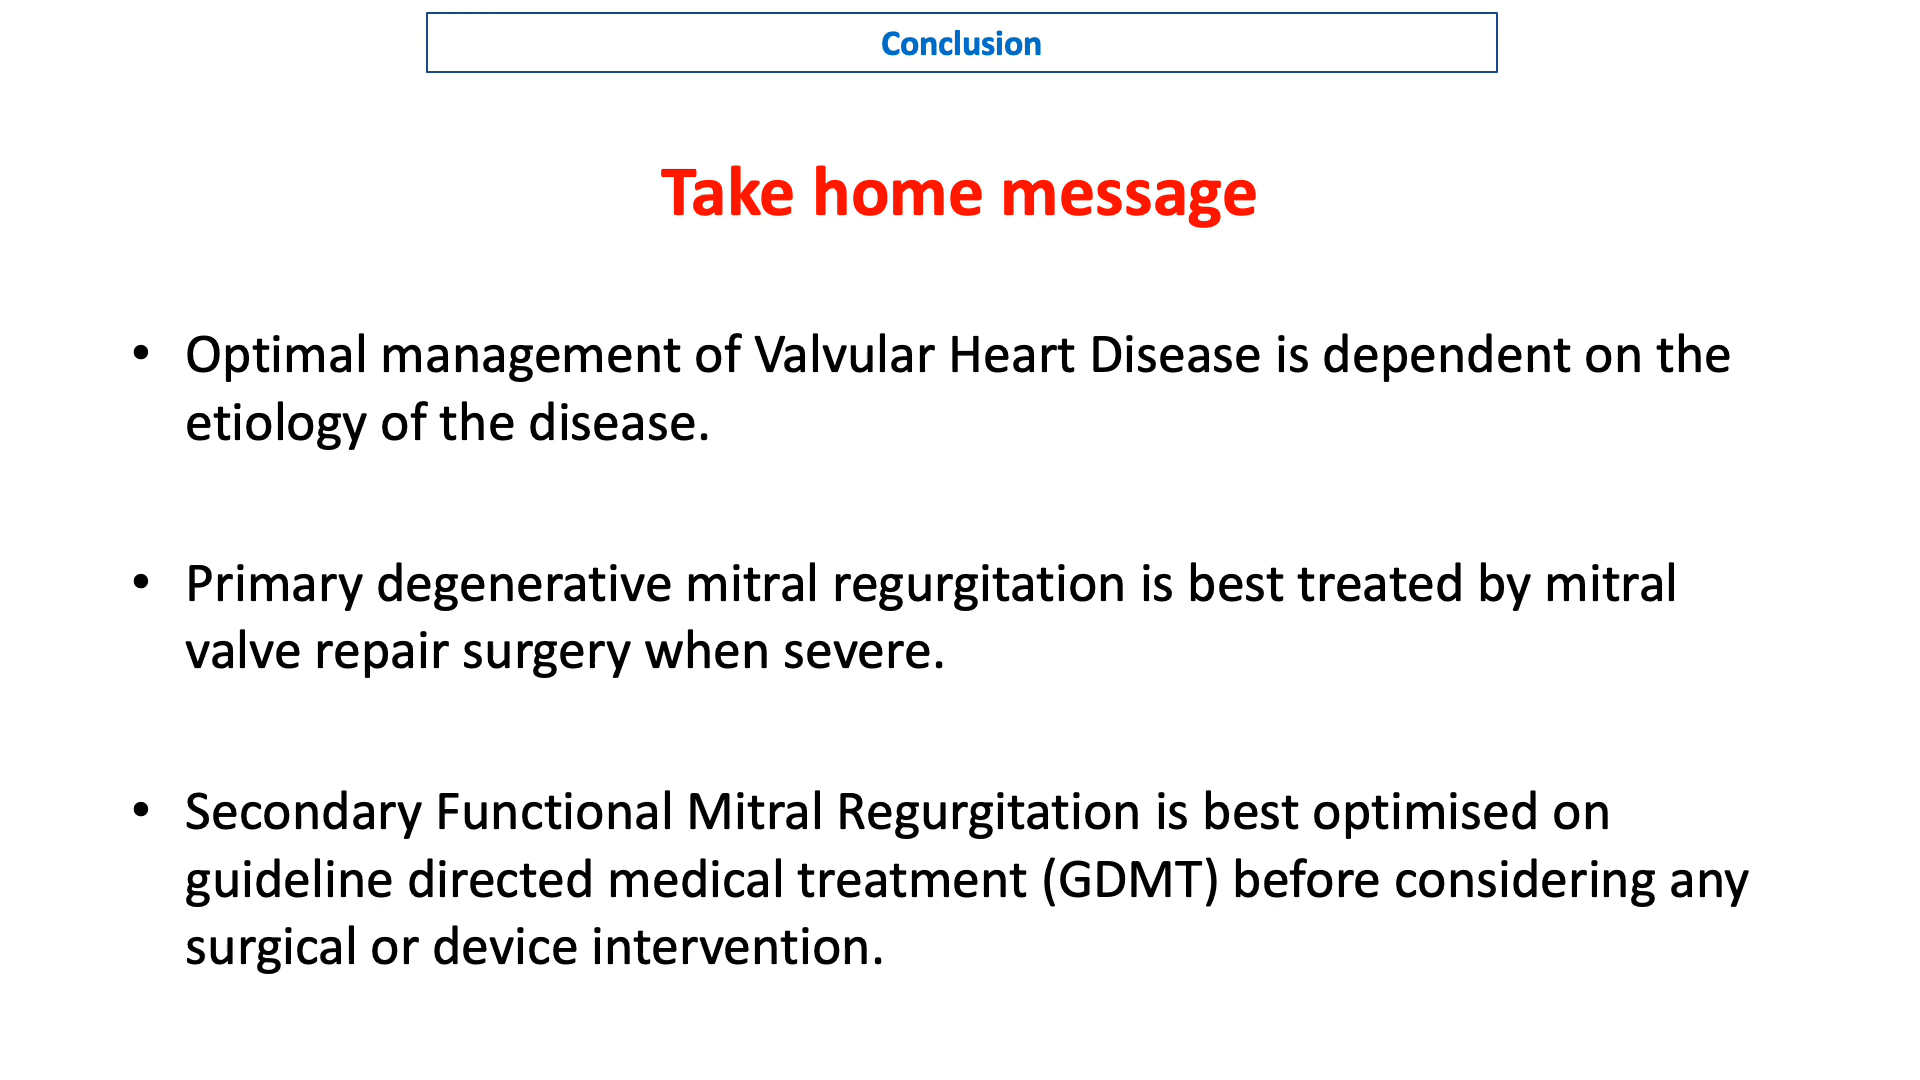 Conclusion
Take home message
• Optimal management of Valvular Heart Disease is dependent on the
etiology of the disease.
• Primary degenerative mitral regurgitation is best treated by mitral
valve repair surgery when severe.
• Secondary Functional Mitral Regurgitation is best optimised on
guideline directed medical treatment (GDMT) before considering any
surgical or device intervention.